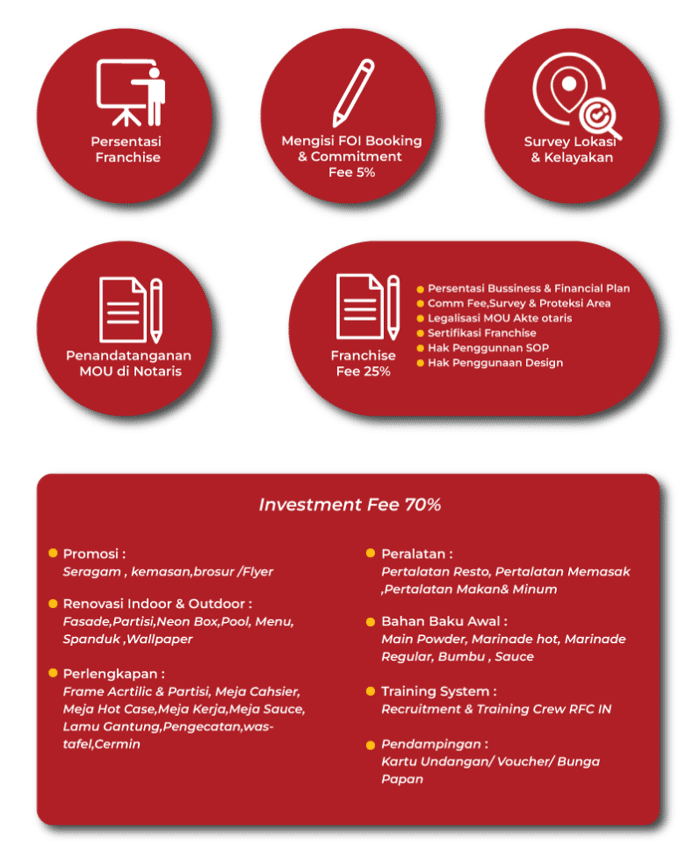 Persentasi
Franchise
Mengisi FOI Booking
& Commitment
Fee 5%
Survey Lokasi
& Kelayakan
Penandatanganan
MOU di Notaris
Franchise
Fee 25%
Persentasi Bussiness & Financial Plan
Comm Fee,Survey & Proteksi Area
Legalisasi MOU Akte otaris
Sertifikasi Franchise
Hak Penggunnan SOP
Hak Penggunaan Design
Investment Fee 70%
Promosi :
Seragam , kemasan,brosur /Flyer
Renovasi Indoor & Outdoor :
Fasade,Partisi,Neon Box,Pool, Menu,
Spanduk ,Wallpaper
Perlengkapan :
Frame Acrtilic & Partisi, Meja Cahsier,
Meja Hot Case,Meja Kerja,Meja Sauce,
Lamu Gantung,Pengecatan,was-
tafel,Cermin
Peralatan :
Pertalatan Resto, Pertalatan Memasak
,Pertalatan Makan& Minum
Bahan Baku Awal :
Main Powder, Marinade hot, Marinade
Regular, Bumbu , Sauce
Training System :
Recruitment & Training Crew RFC IN
Pendampingan :
Kartu Undangan/ Voucher/ Bunga
Papan